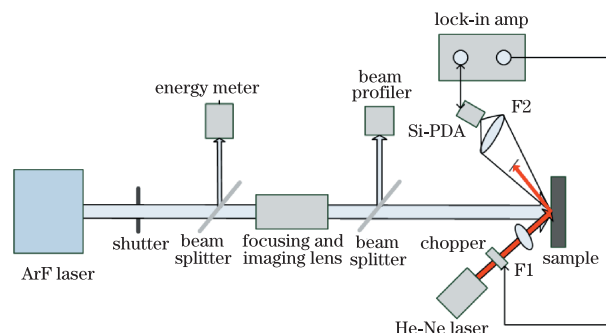 lock-in amp
energy meter
beam
profiler
F2
Si-PDA
shutter
beam
splitter
focusing and
imaging lens
beam
splitter
chopper
F1
sample
ArF laser
He-Ne laser